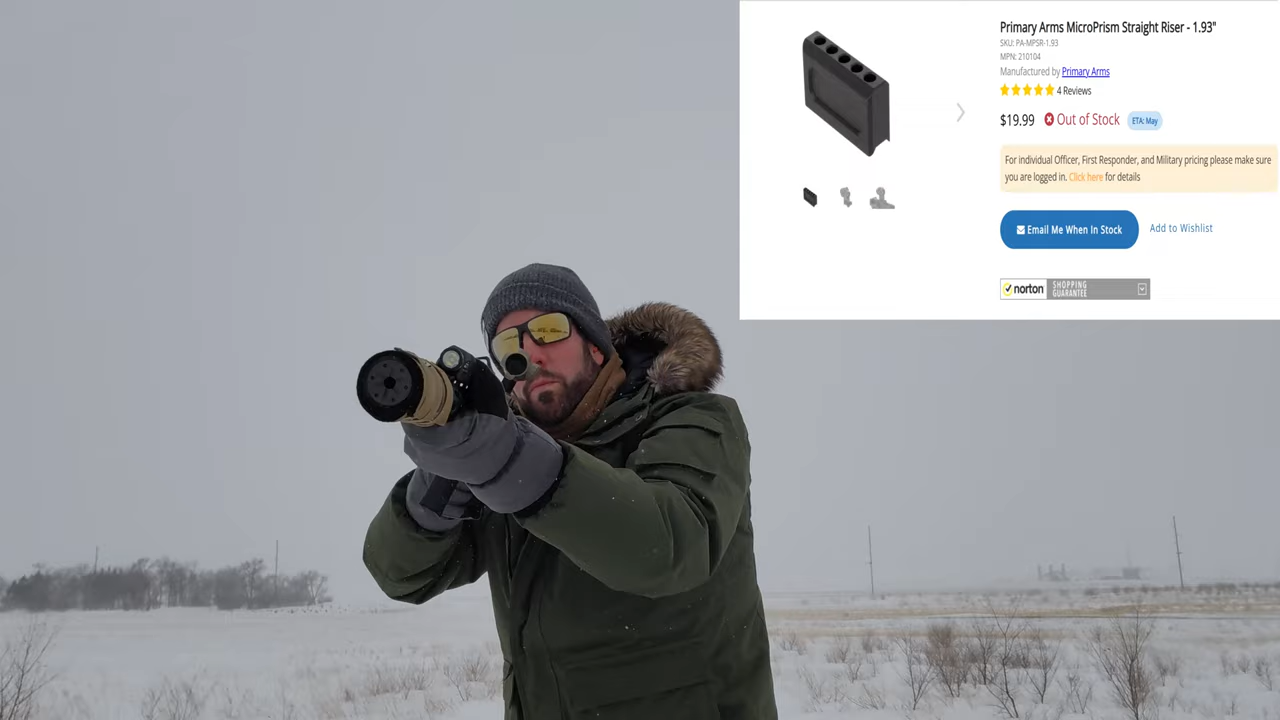 Primary Arms MicroPrism Straight Riser - 1.93"
SKU: PA-MPSR-1.93
MPN: 210104
Manufactured by Primary Arms
4 Reviews
$19.99 Out of Stock ETA: May
For individual Officer, First Responder, and Military pricing please make sure
you are logged in. Click here for details
Email Me When In Stock Add to Wishlist
norton SHOPPING
GUARANTEE